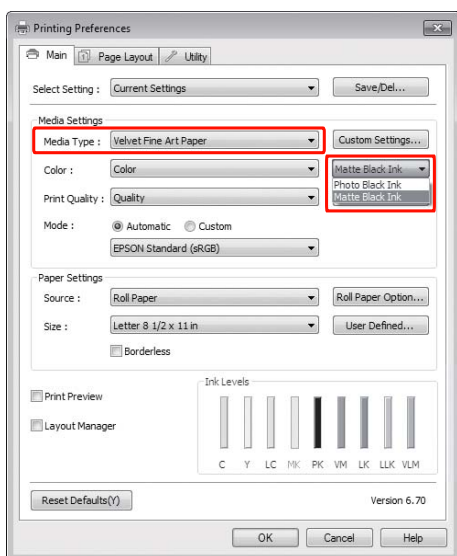 Printing Preferences
Main Page Layout Utility
Select Setting : Current Settings Save/Del...
Media Settings
Media Type : Velvet Fine Art Paper Custom Settings...
Color : Color Matte Black Ink
Photo Black Ink
Print Quality : Quality Matte Black Ink
Mode : Automatic Custom
EPSON Standard (sRGB)
Paper Settings
Source : Roll Paper Roll Paper Option...
Size : Letter 8 1/2 x 11 in User Defined...
Borderless
Ink Levels
Print Preview
Layout Manager
C Y LC MK PK VM LK LLK VLM
Reset Defaults(Y) Version 6.70
OK Cancel Help